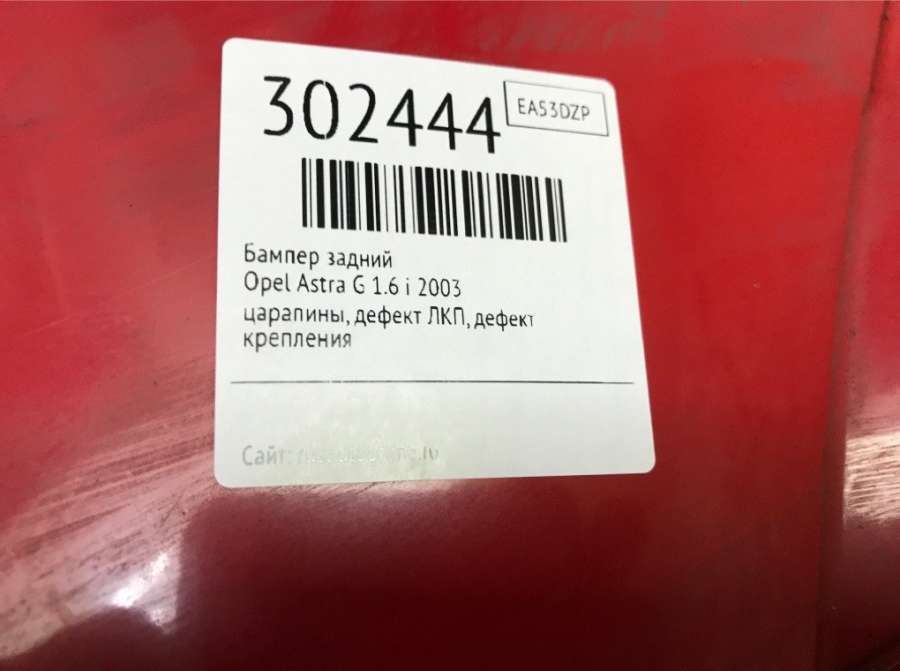 302444
EA53DZP
Бампер задний
Opel Astra G 1.6 i 2003
царапины, дефект ЛКП, дефект
крепления
Сайт: